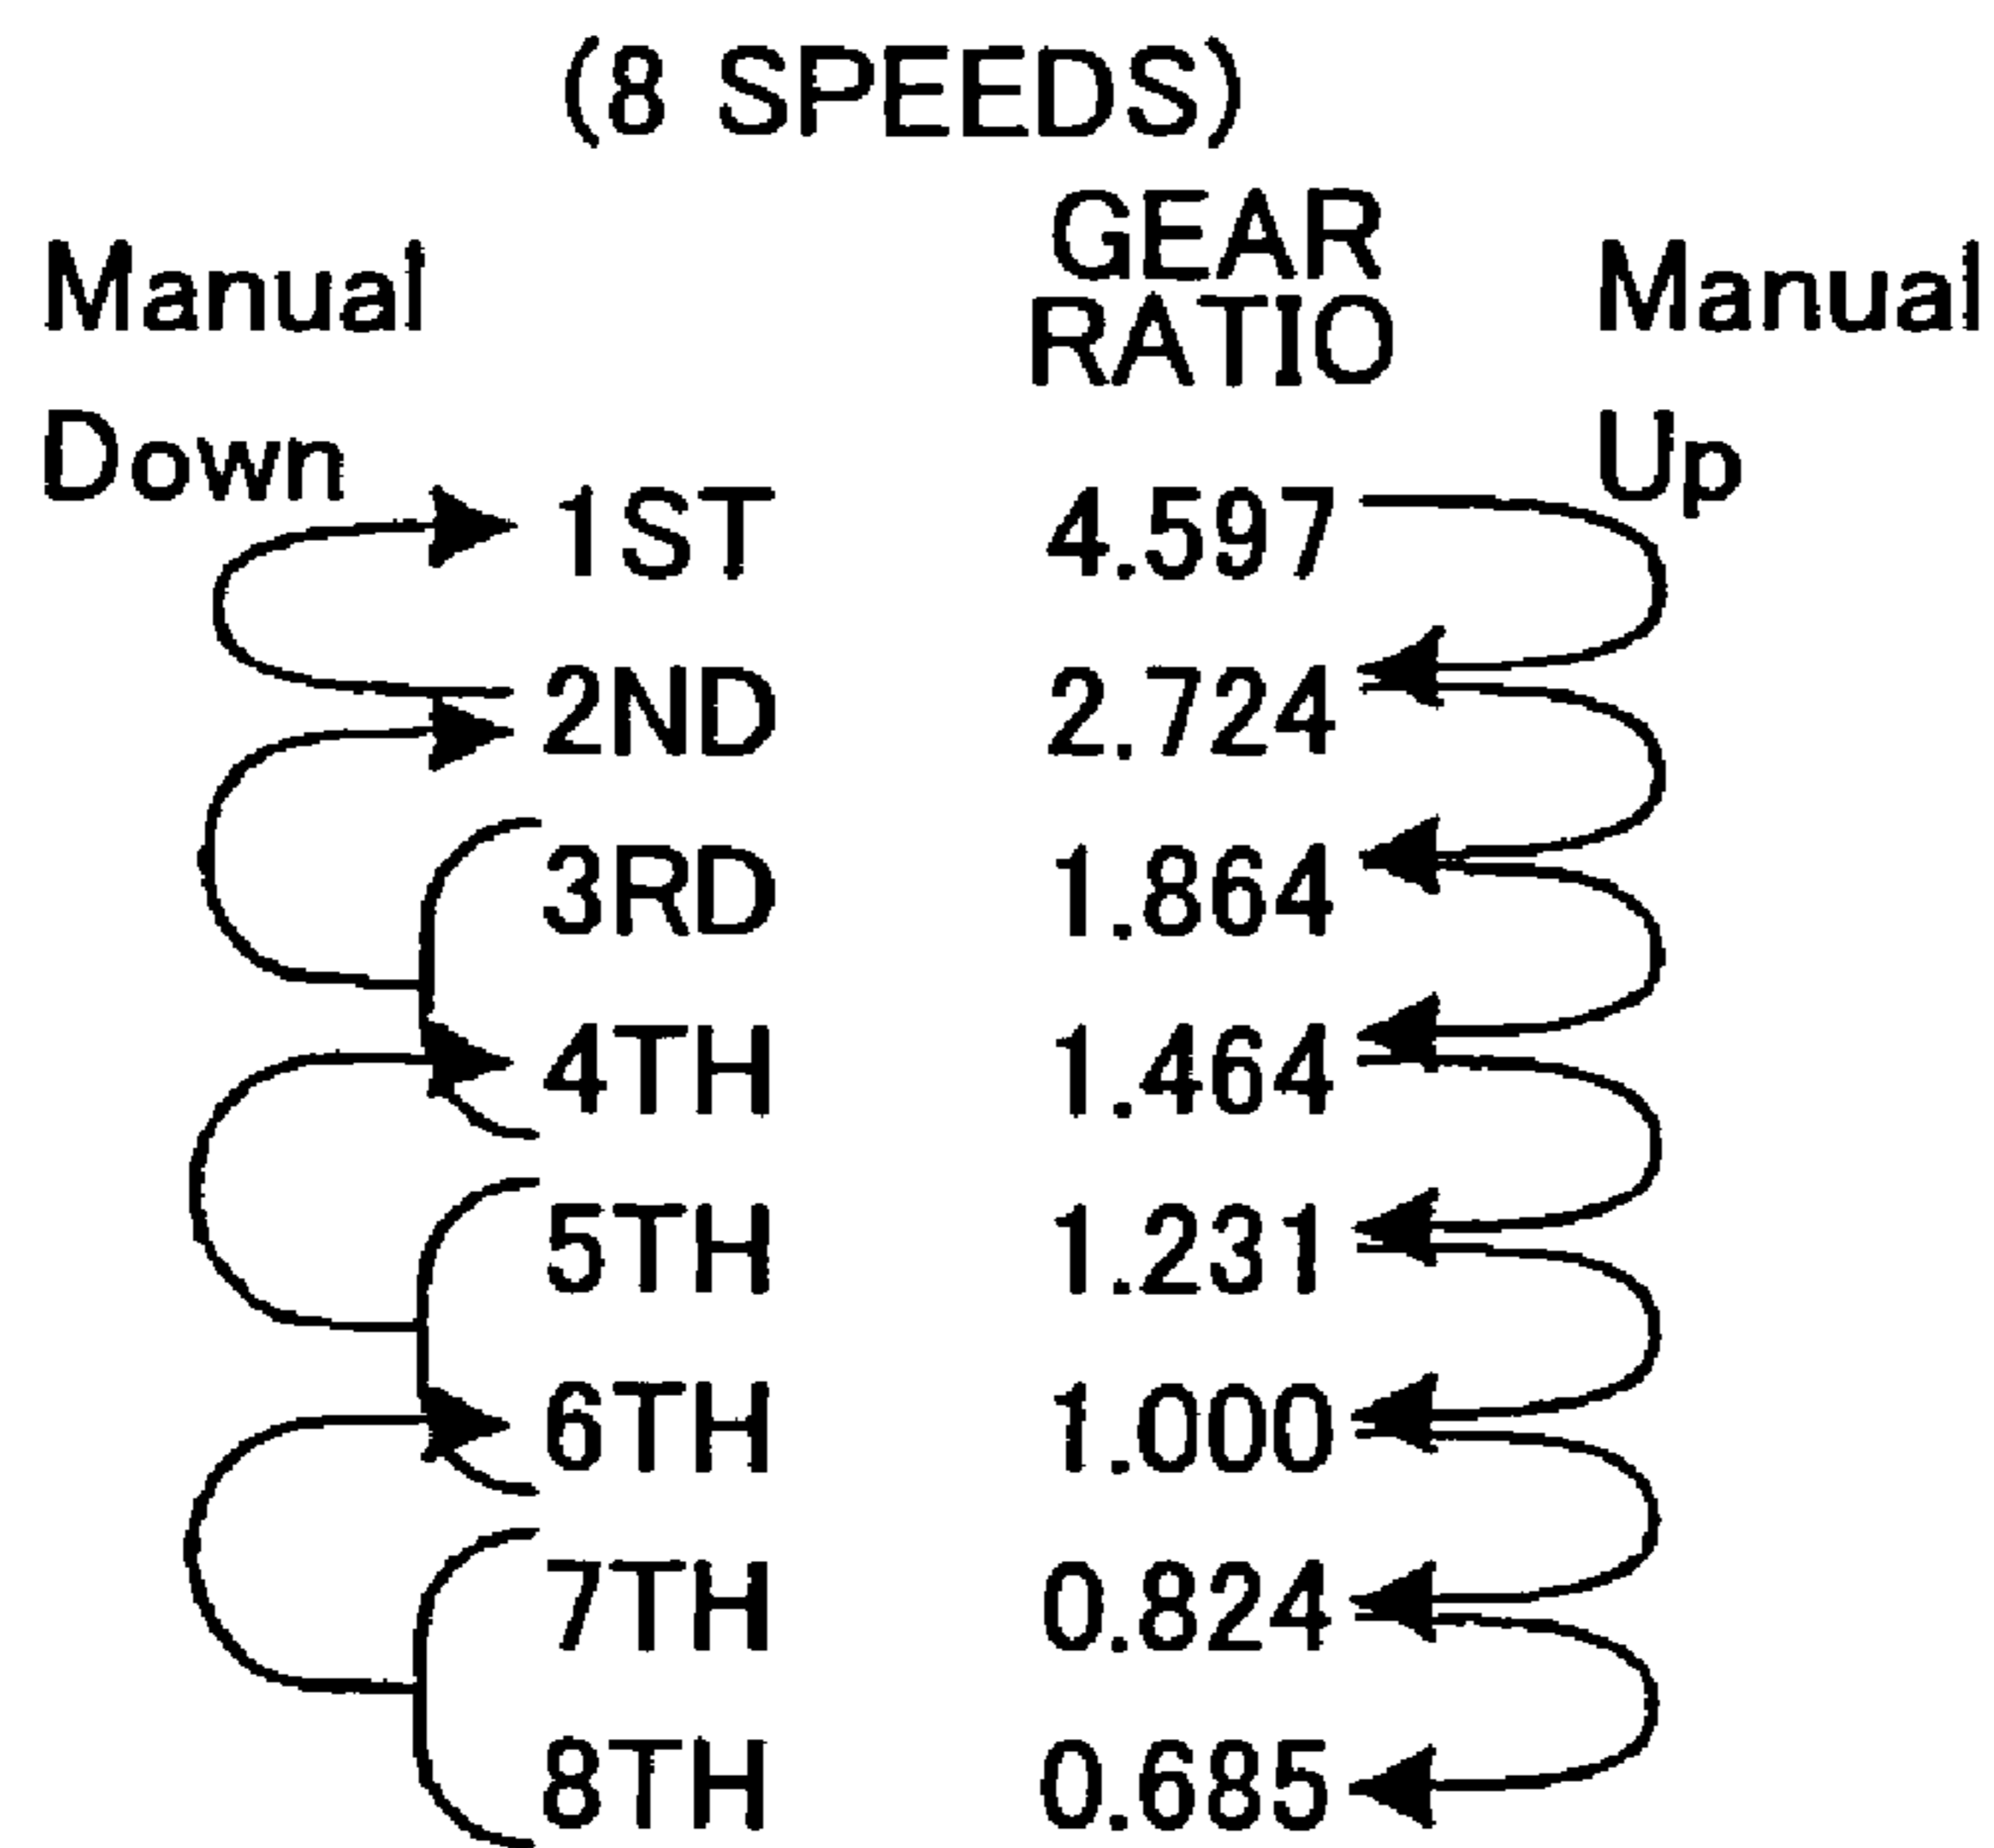 (8 SPEEDS)
Manual Down
GEAR RATIO
Manual Up
1ST 4.597
2ND 2.724
3RD 1.864
4TH 1.464
5TH 1.231
6TH 1.000
7TH 0.824
8TH 0.685